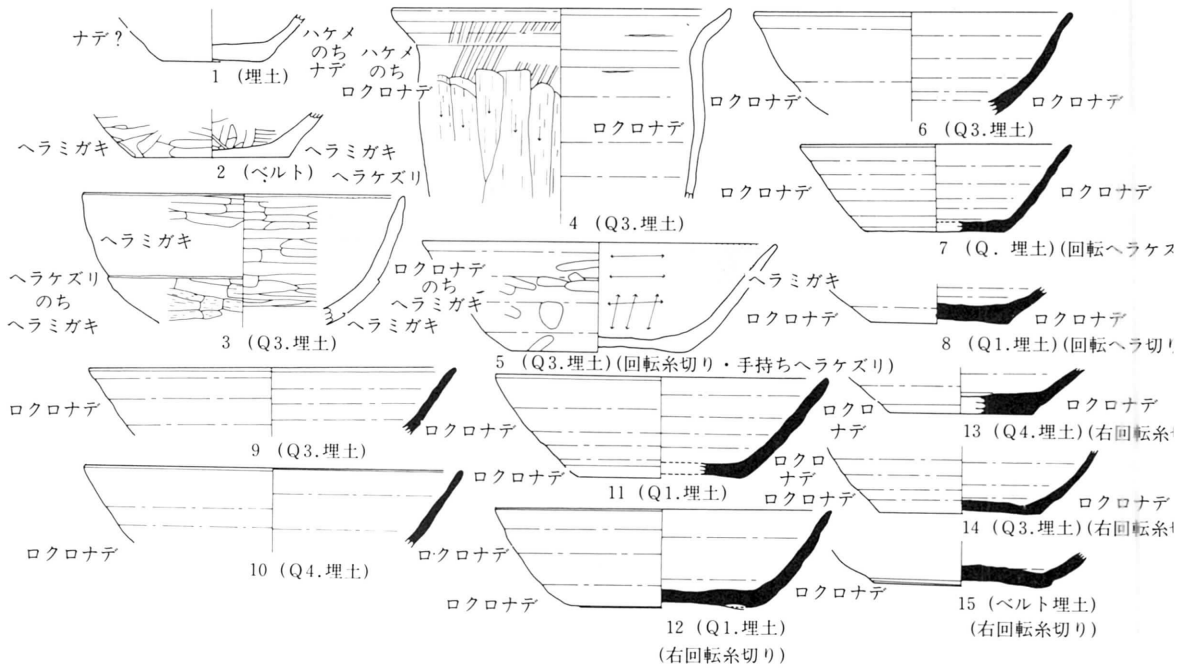 ナデ?
ハケメ
のち
ナデ
1 (埋土)
ヘラミガキ
ヘラミガキ
2 (ベルト)
ヘラミガキ
ヘラケズリ
のち
ヘラミガキ
ヘラミガキ
3 (Q3.埋土)
ハケメ
のち
ロクロナデ
ヘラケズリ
ロクロナデ
4 (Q3.埋土)
ロクロナデ
のち
ヘラミガキ
ヘラミガキ
5 (Q3.埋土)(回転糸切り・手持ちヘラケズリ)
ロクロナデ
ロクロナデ
6 (Q3.埋土)
ロクロナデ
ロクロナデ
7 (Q. 埋土)(回転ヘラケズ
ロクロナデ
ロクロナデ
8 (Q1.埋土)(回転ヘラ切り
ロクロナデ
ロクロナデ
9 (Q3.埋土)
ロクロナデ
ロクロナデ
10 (Q4.埋土)
ロクロナデ
ロクロ
ナデ
11 (Q1.埋土)
ロクロナデ
ロクロナデ
12 (Q1.埋土)
(右回転糸切り)
ロクロ
ナデ
ロクロナデ
13 (Q4.埋土)(右回転糸切
ロクロナデ
ロクロナデ
14 (Q3.埋土)(右回転糸切
ロクロナデ
15 (ベルト埋土)
(右回転糸切り)